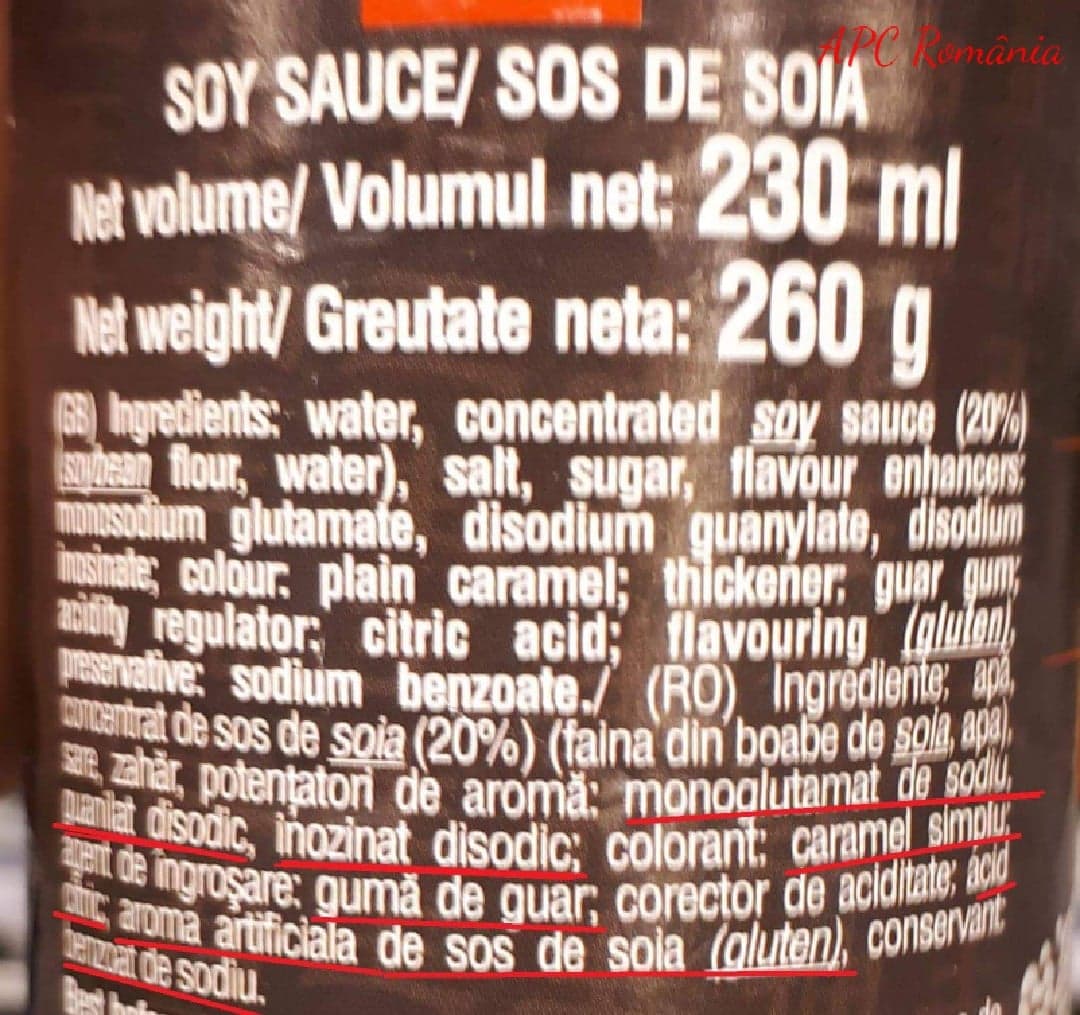 APC România
SOY SAUCE/ SOS DE SOIA
Net volume/ Volumul net: 230 ml
Net weight/ Greutate neta: 260 g
(GB) Ingredients: water, concentrated soy sauce (20%)
(soybean flour, water), salt, sugar, flavour enhancers:
monosodium glutamate, disodium guanylate, disodium
inosinate; colour: plain caramel; thickener: guar gum;
acidity regulator: citric acid; flavouring (gluten),
preservative: sodium benzoate./ (RO) Ingrediente: apă,
concentrat de sos de soia (20%) (faina din boabe de soia, apa),
sare, zahăr, potențatori de aromă: monoglutamat de sodiu,
guanilat disodic, inozinat disodic; colorant: caramel simplu;
agent de îngroșare: gumă de guar; corector de aciditate: acid
citric; aroma artificiala de sos de soia (gluten), conservant:
benzoat de sodiu.
Best